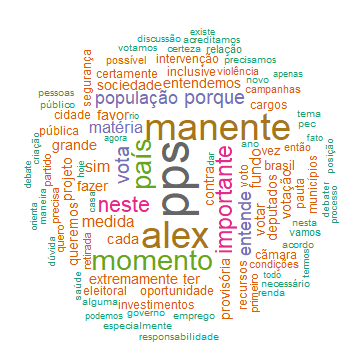 existe
discussão acreditamos
votamos certeza relação
possível intervenção precisamos
certamente novo apenas
segurança inclusive violência
pessoas sociedade entendemos campanhas
público população porque cargos
cidade favor rio tema
pública matéria agora manente pec
grande vota ano fato
debate partido sim país contra dar vez então
criação projeto pps importante fundo brasil posição
maneira fazer neste votar deputados votação pauta municípios debater
orienta precisa queremos medida alex entende voto nesta processo
quero casa cada momento câmara vamos
dúvida retirada provisória condições acordo
saúde extremamente ter recursos primeiro termos
eleitoral oportunidade todo necessário
alguma investimentos renda
podemos governo emprego
especialmente
responsabilidade